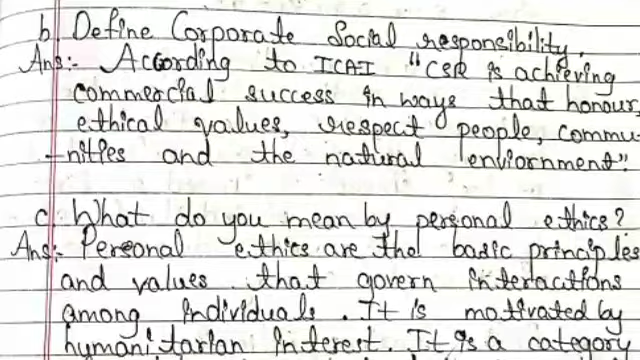 b. Define Corporate Social responsibility.
Ans:- According to ICAI "CSR is achieving
commercial success in ways that honour,
ethical values, respect people, commu-
-nities and the natural enviornment".
c. What do you mean by personal ethics?
Ans:- Personal ethics are the basic principles
and values that govern interactions
among individuals. It is motivated by
humanitarian interest. It is a category